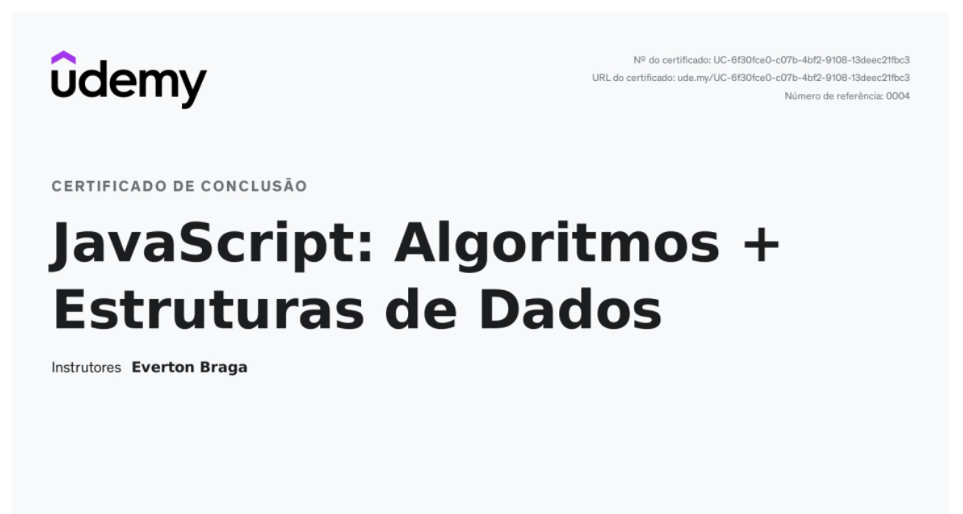 udemy
Nº do certificado: UC-6f30fce0-c07b-4bf2-9108-13deec21fbc3
URL do certificado: ude.my/UC-6f30fce0-c07b-4bf2-9108-13deec21fbc3
Número de referência: 0004
CERTIFICADO DE CONCLUSÃO
JavaScript: Algoritmos +
Estruturas de Dados
Instrutores Everton Braga